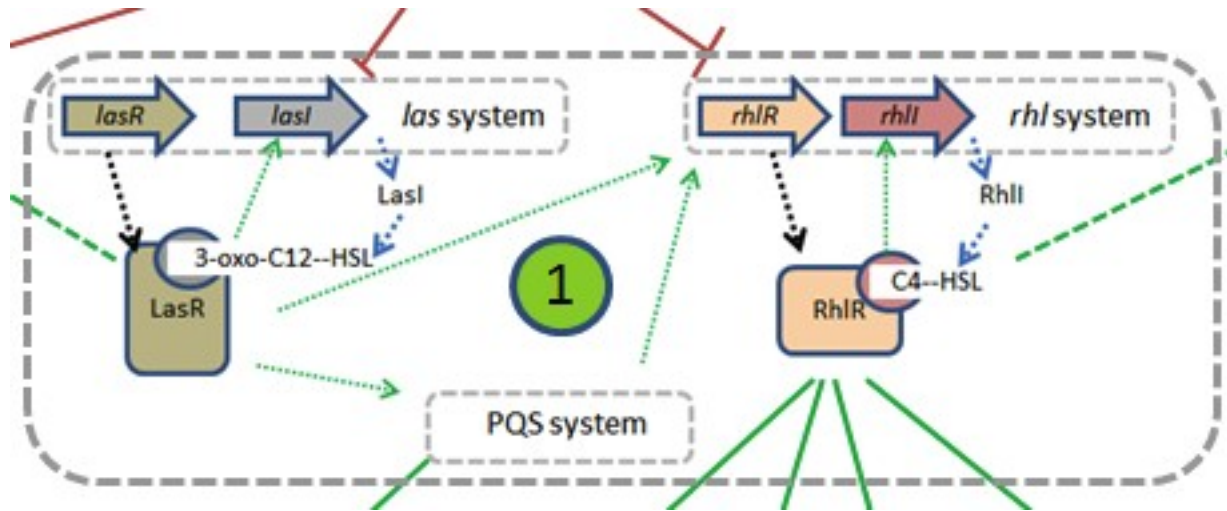 lasR
lasI
las system
rhlR
rhlI
rhl system
LasI
RhlI
3-oxo-C12--HSL
LasR
1
C4--HSL
RhlR
PQS system